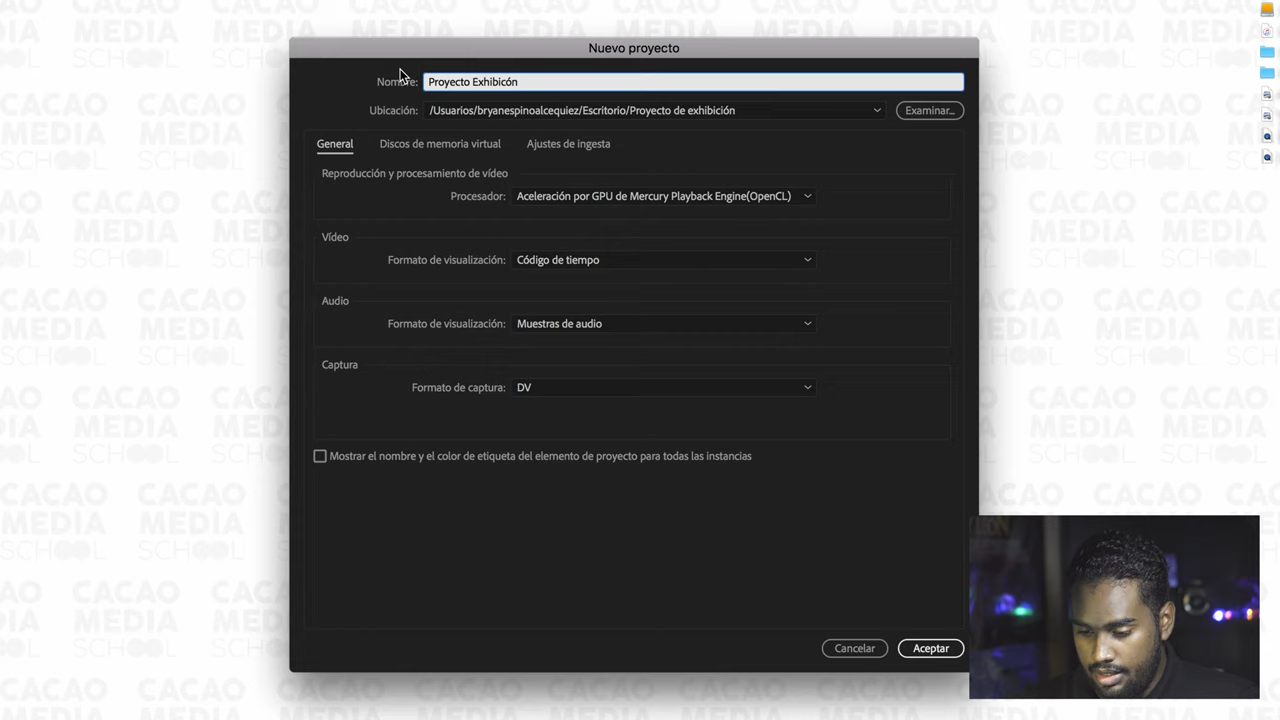 Nuevo proyecto
Nombre: Proyecto Exhibicón
Ubicación: /Usuarios/bryanespinoalcequiez/Escritorio/Proyecto de exhibición Examinar...
General Discos de memoria virtual Ajustes de ingesta
Reproducción y procesamiento de vídeo
Procesador: Aceleración por GPU de Mercury Playback Engine(OpenCL)
Vídeo
Formato de visualización: Código de tiempo
Audio
Formato de visualización: Muestras de audio
Captura
Formato de captura: DV
Mostrar el nombre y el color de etiqueta del elemento de proyecto para todas las instancias
Cancelar Aceptar
CACAO
MEDIA
SCHOOL